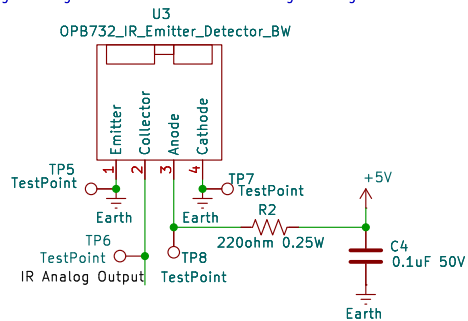 U3
OPB732_IR_Emitter_Detector_BW
Emitter
Collector
Anode
Cathode
1
2
3
4
TP5
TestPoint
TP7
TestPoint
Earth
Earth
+5V
R2
220ohm 0.25W
TP6
TestPoint
TP8
TestPoint
IR Analog Output
C4
0.1uF 50V
Earth